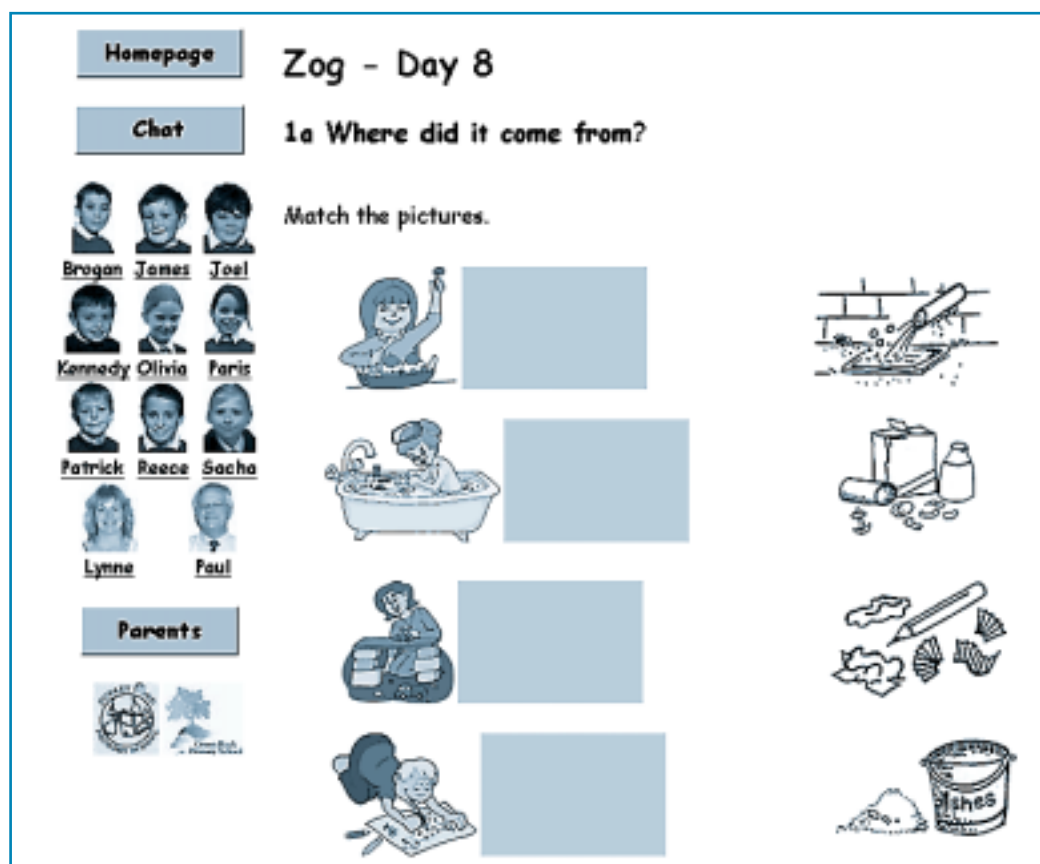 Homepage
Zog - Day 8
Chat
1a Where did it come from?
Match the pictures.
Brogan James Joel
Kennedy Olivia Paris
Patrick Reece Sacha
Lynne Paul
Parents